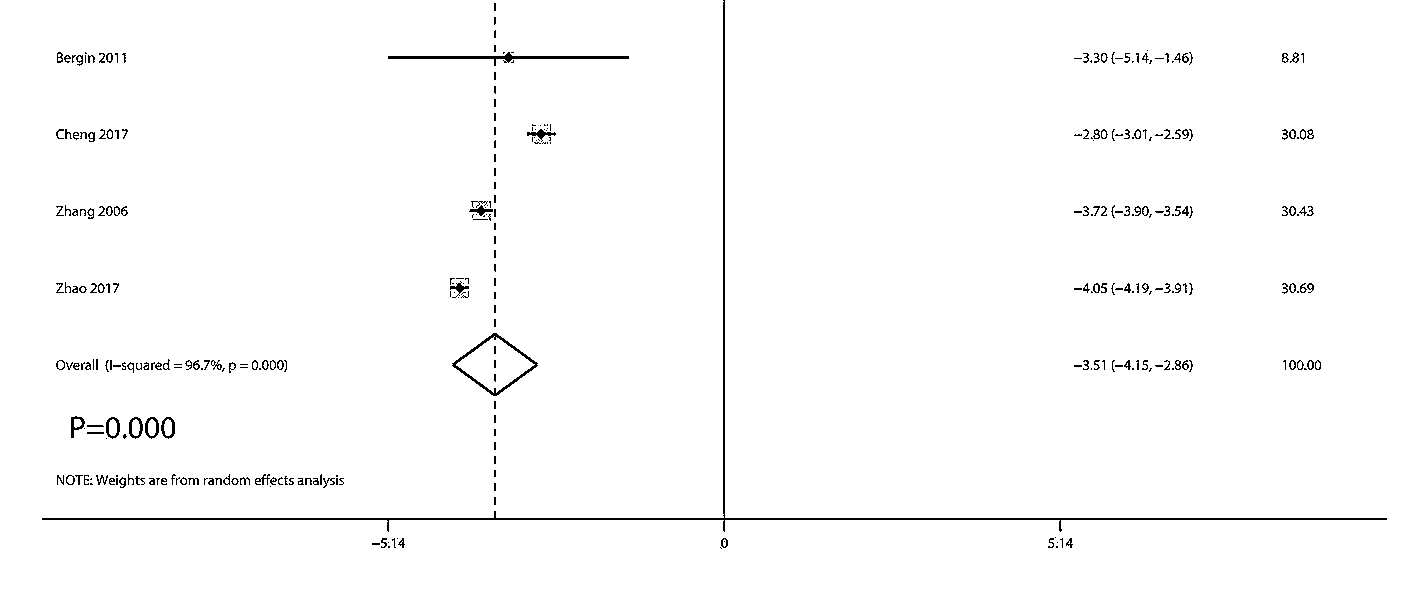 Bergin 2011 −3.30 (−5.14, −1.46) 8.81
Cheng 2017 −2.80 (−3.01, −2.59) 30.08
Zhang 2006 −3.72 (−3.90, −3.54) 30.43
Zhao 2017 −4.05 (−4.19, −3.91) 30.69
Overall (I−squared = 96.7%, p = 0.000) −3.51 (−4.15, −2.86) 100.00
P=0.000
NOTE: Weights are from random effects analysis
−5.14 0 5.14